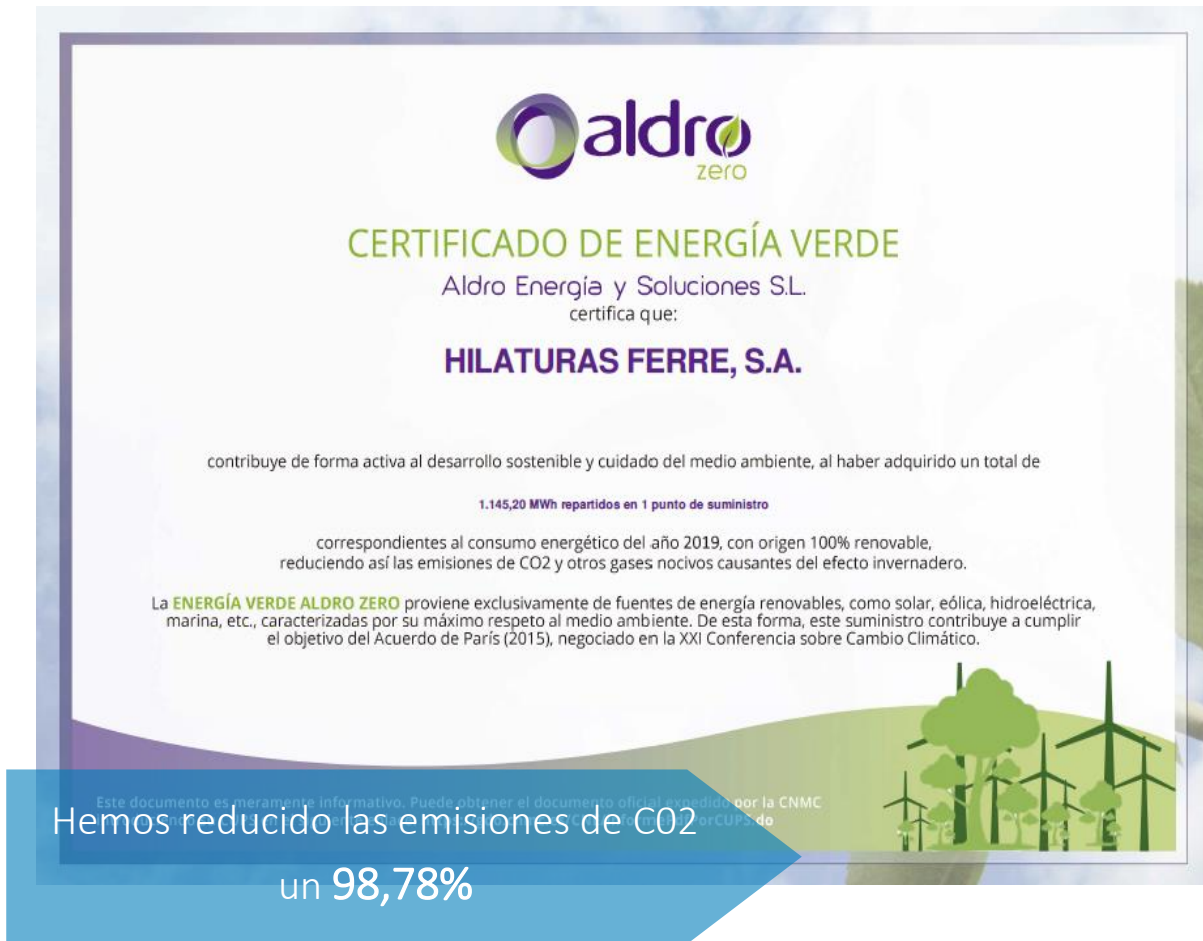 aldro
zero
CERTIFICADO DE ENERGÍA VERDE
Aldro Energía y Soluciones S.L.
certifica que:
HILATURAS FERRE, S.A.
contribuye de forma activa al desarrollo sostenible y cuidado del medio ambiente, al haber adquirido un total de
1.145,20 MWh repartidos en 1 punto de suministro
correspondientes al consumo energético del año 2019, con origen 100% renovable,
reduciendo así las emisiones de CO2 y otros gases nocivos causantes del efecto invernadero.
La ENERGÍA VERDE ALDRO ZERO proviene exclusivamente de fuentes de energía renovables, como solar, eólica, hidroeléctrica,
marina, etc., caracterizadas por su máximo respeto al medio ambiente. De esta forma, este suministro contribuye a cumplir
el objetivo del Acuerdo de París (2015), negociado en la XXI Conferencia sobre Cambio Climático.
Este documento es meramente informativo. Puede obtener el documento oficial expedido por la CNMC
Hemos reducido las emisiones de C02
un 98,78%